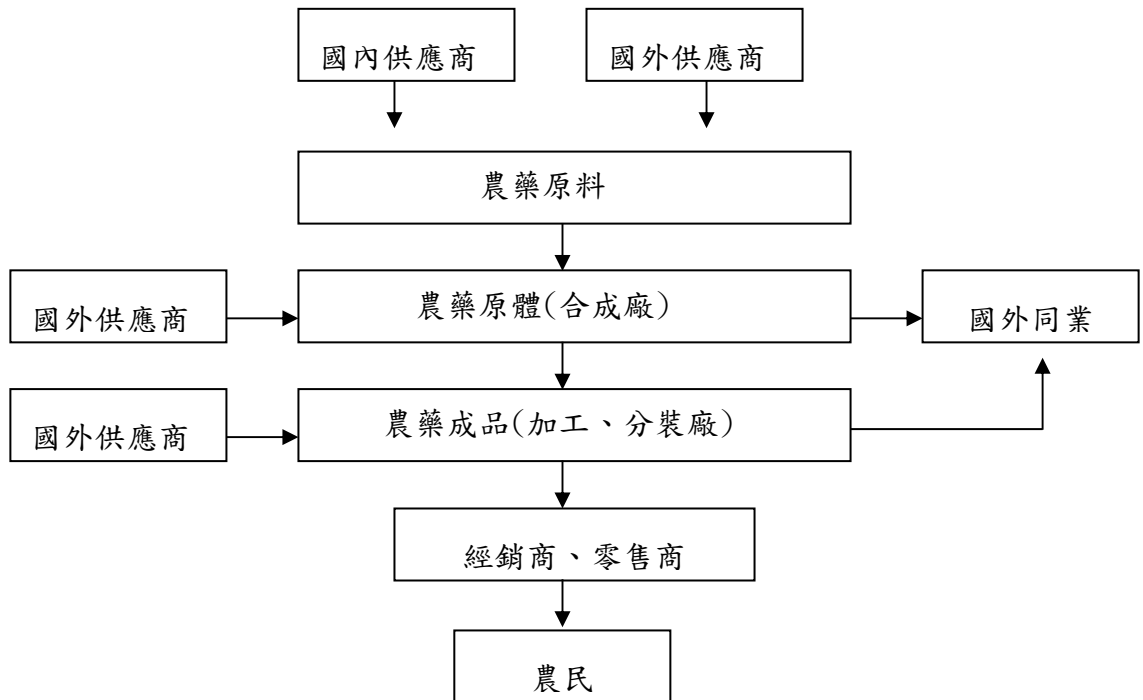 國內供應商
國外供應商
農藥原料
國外供應商
農藥原體(合成廠)
國外同業
國外供應商
農藥成品(加工、分裝廠)
經銷商、零售商
農民